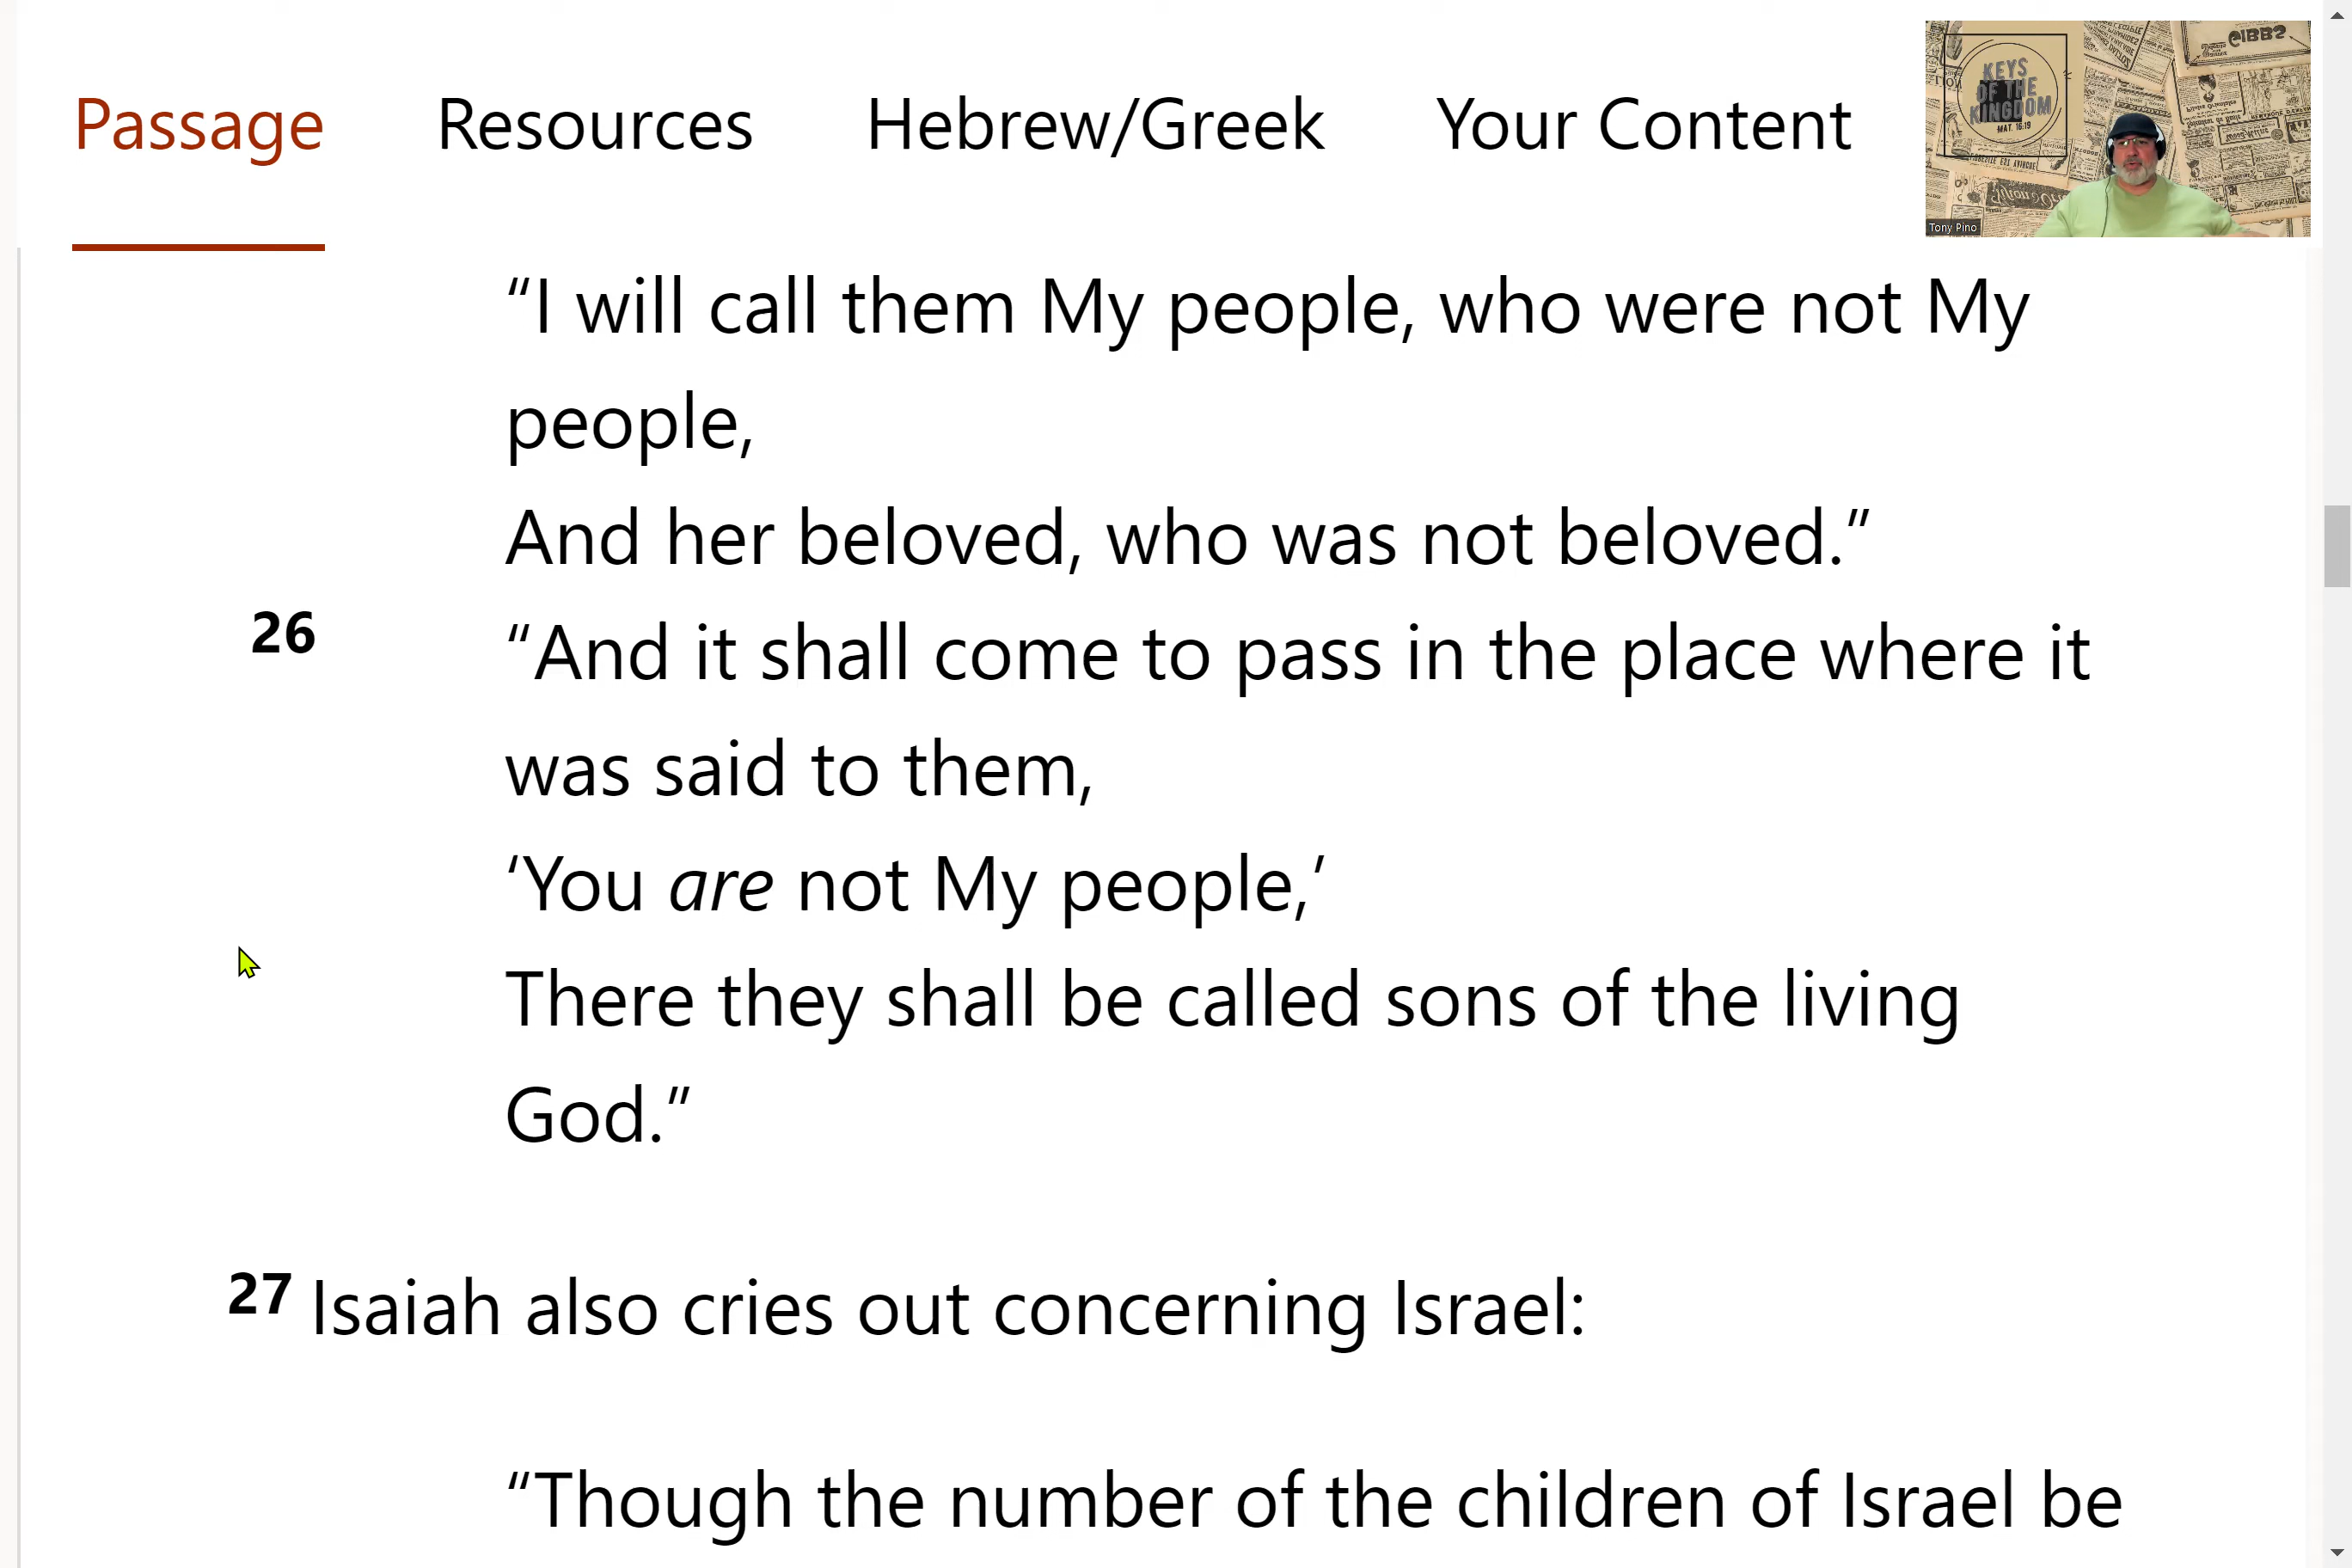 Passage Resources Hebrew/Greek Your Content
KEYS
OF THE
KINGDOM
MAT. 16:19
Tony Pino
“I will call them My people, who were not My
people,
And her beloved, who was not beloved.”
26 “And it shall come to pass in the place where it
was said to them,
‘You are not My people,’
There they shall be called sons of the living
God.”
27 Isaiah also cries out concerning Israel:
“Though the number of the children of Israel be